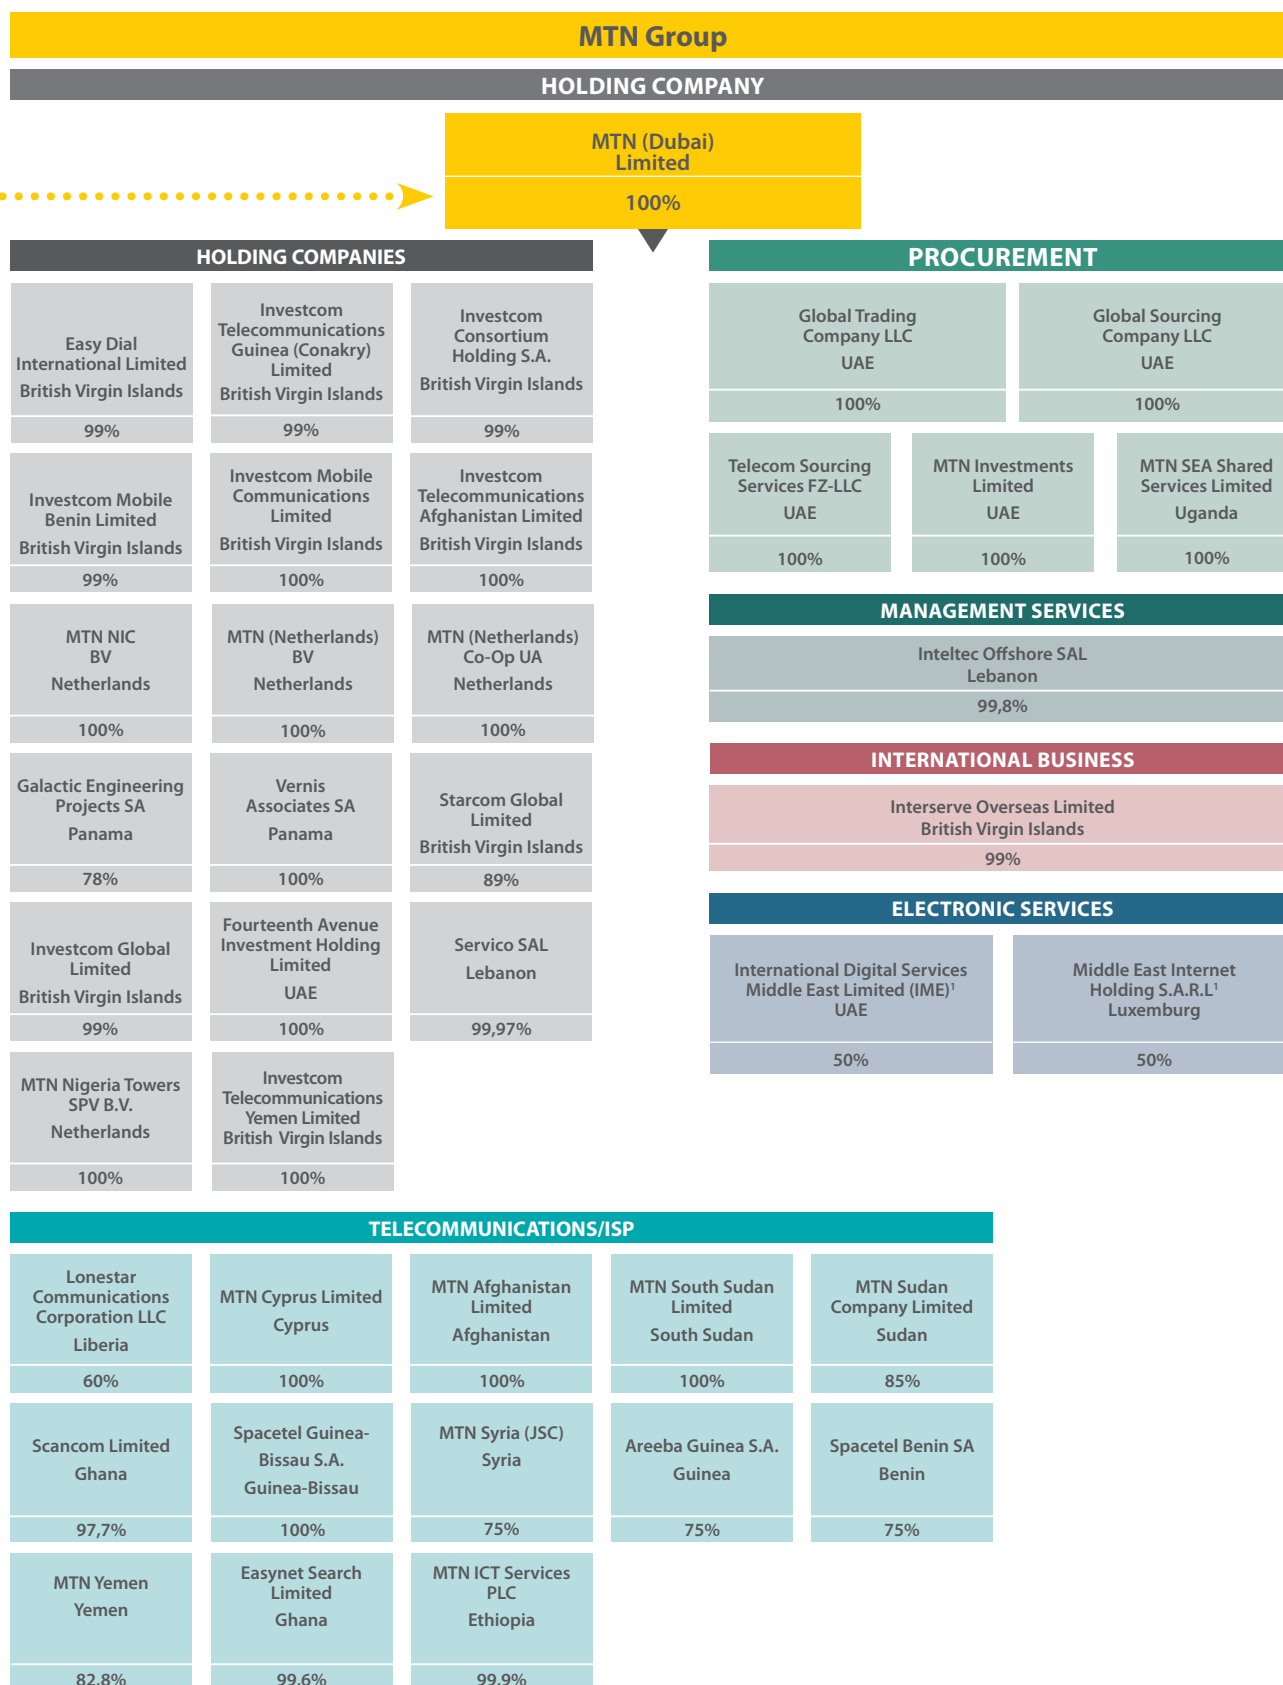 MTN Group
HOLDING COMPANY
MTN (Dubai)
Limited
100%
HOLDING COMPANIES
Easy Dial
International Limited
British Virgin Islands
99%
Investcom
Telecommunications
Guinea (Conakry)
Limited
British Virgin Islands
99%
Investcom
Consortium
Holding S.A.
British Virgin Islands
99%
Investcom Mobile
Benin Limited
British Virgin Islands
99%
Investcom Mobile
Communications
Limited
British Virgin Islands
100%
Investcom
Telecommunications
Afghanistan Limited
British Virgin Islands
100%
MTN NIC
BV
Netherlands
100%
MTN (Netherlands)
BV
Netherlands
100%
MTN (Netherlands)
Co-Op UA
Netherlands
100%
Galactic Engineering
Projects SA
Panama
78%
Vernis
Associates SA
Panama
100%
Starcom Global
Limited
British Virgin Islands
89%
Investcom Global
Limited
British Virgin Islands
99%
Fourteenth Avenue
Investment Holding
Limited
UAE
100%
Servico SAL
Lebanon
99,97%
MTN Nigeria Towers
SPV B.V.
Netherlands
100%
Investcom
Telecommunications
Yemen Limited
British Virgin Islands
100%
PROCUREMENT
Global Trading
Company LLC
UAE
100%
Global Sourcing
Company LLC
UAE
100%
Telecom Sourcing
Services FZ-LLC
UAE
100%
MTN Investments
Limited
UAE
100%
MTN SEA Shared
Services Limited
Uganda
100%
MANAGEMENT SERVICES
Inteltec Offshore SAL
Lebanon
99,8%
INTERNATIONAL BUSINESS
Interserve Overseas Limited
British Virgin Islands
99%
ELECTRONIC SERVICES
International Digital Services
Middle East Limited (IME)¹
UAE
50%
Middle East Internet
Holding S.A.R.L¹
Luxemburg
50%
TELECOMMUNICATIONS/ISP
Lonestar
Communications
Corporation LLC
Liberia
60%
MTN Cyprus Limited
Cyprus
100%
MTN Afghanistan
Limited
Afghanistan
100%
MTN South Sudan
Limited
South Sudan
100%
MTN Sudan
Company Limited
Sudan
85%
Scancom Limited
Ghana
97,7%
Spacetel Guinea-
Bissau S.A.
Guinea-Bissau
100%
MTN Syria (JSC)
Syria
75%
Areeba Guinea S.A.
Guinea
75%
Spacetel Benin SA
Benin
75%
MTN Yemen
Yemen
82,8%
Easynet Search
Limited
Ghana
99,6%
MTN ICT Services
PLC
Ethiopia
99,9%